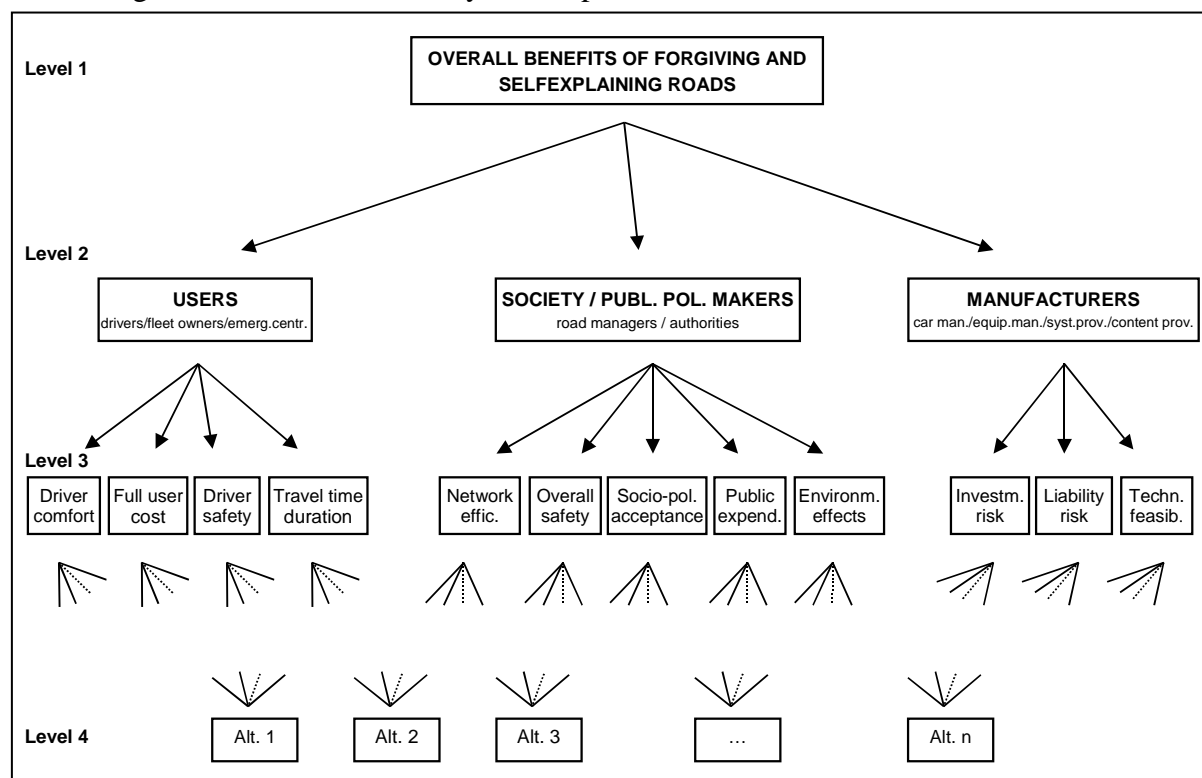 Level 1
OVERALL BENEFITS OF FORGIVING AND
SELFEXPLAINING ROADS
Level 2
USERS
drivers/fleet owners/emerg.centr.
SOCIETY / PUBL. POL. MAKERS
road managers / authorities
MANUFACTURERS
car man./equip.man./syst.prov./content prov.
Level 3
Driver
comfort
Full user
cost
Driver
safety
Travel time
duration
Network
effic.
Overall
safety
Socio-pol.
acceptance
Public
expend.
Environm.
effects
Investm.
risk
Liability
risk
Techn.
feasib.
Level 4
Alt. 1
Alt. 2
Alt. 3
…
Alt. n